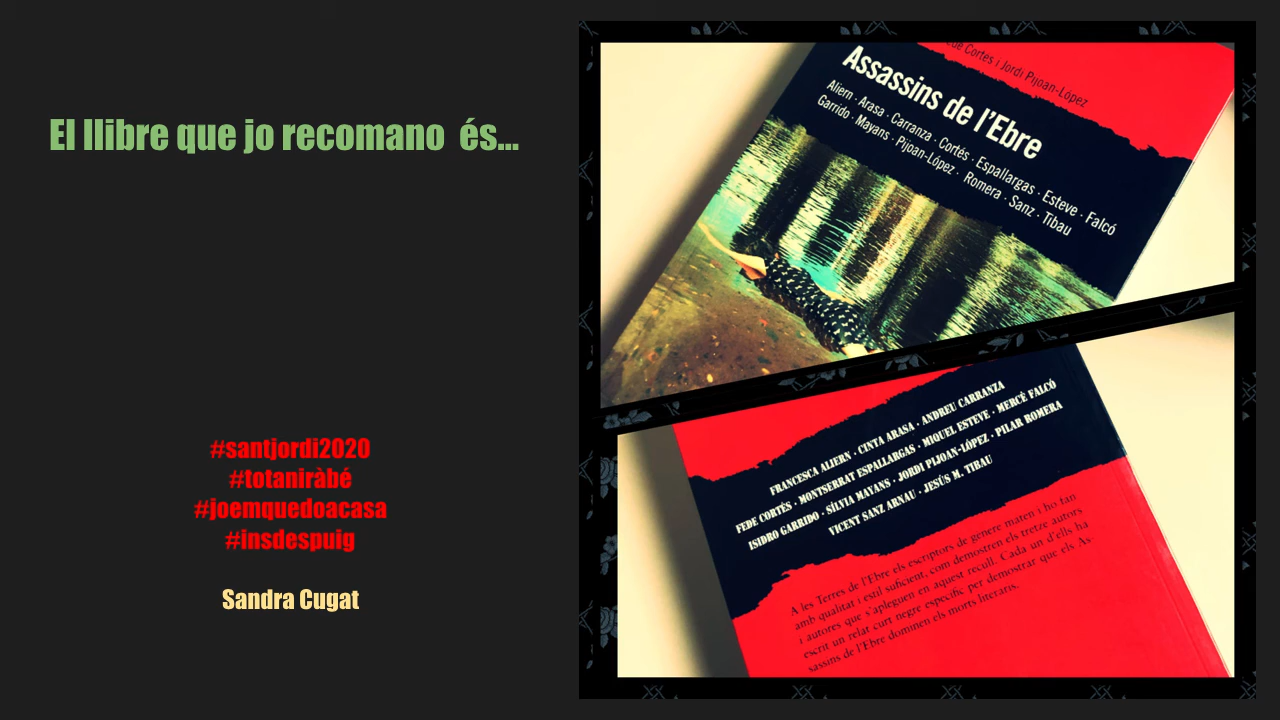 El llibre que jo recomano  és...
#santjordi2020
#totaniràbé
#joemquedoacasa
#insdespuig
Sandra Cugat
Cortés i Jordi Pijoan-López
Assassins de l'Ebre
Aliern · Arasa · Carranza · Cortés · Espallargas · Esteve · Falcó
Garrido · Mayans · Pijoan-López · Romera · Sanz · Tibau
FRANCESCA ALIERN · CINTA ARASA · ANDREU CARRANZA
FEDE CORTÉS · MONTSERRAT ESPALLARGAS · MIQUEL ESTEVE · MERCÈ FALCÓ
ISIDRO GARRIDO · SÍLVIA MAYANS · JORDI PIJOAN-LÓPEZ · PILAR ROMERA
VICENT SANZ ARNAU · JESÚS M. TIBAU
A les Terres de l'Ebre els escriptors de gènere maten i ho fan
amb qualitat i estil suficient, com demostren els tretze autors
i autores que s'apleguen en aquest recull. Cada un d'ells ha
escrit un relat curt negre específic per demostrar que els As-
sassins de l'Ebre dominen els morts literaris.